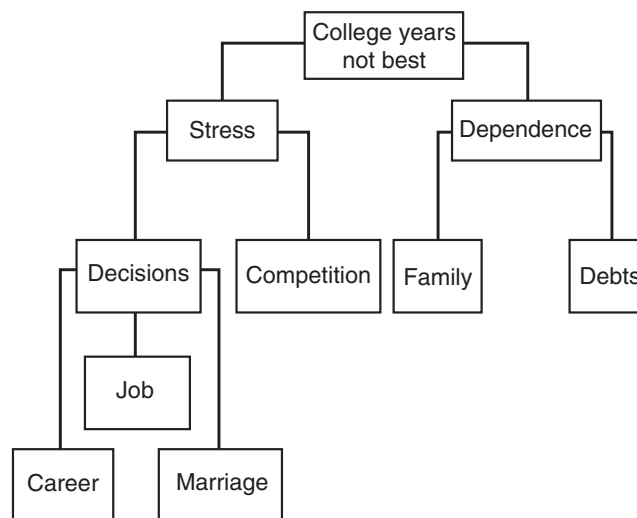 College years
not best
Stress
Dependence
Decisions
Competition
Family
Debts
Job
Career
Marriage